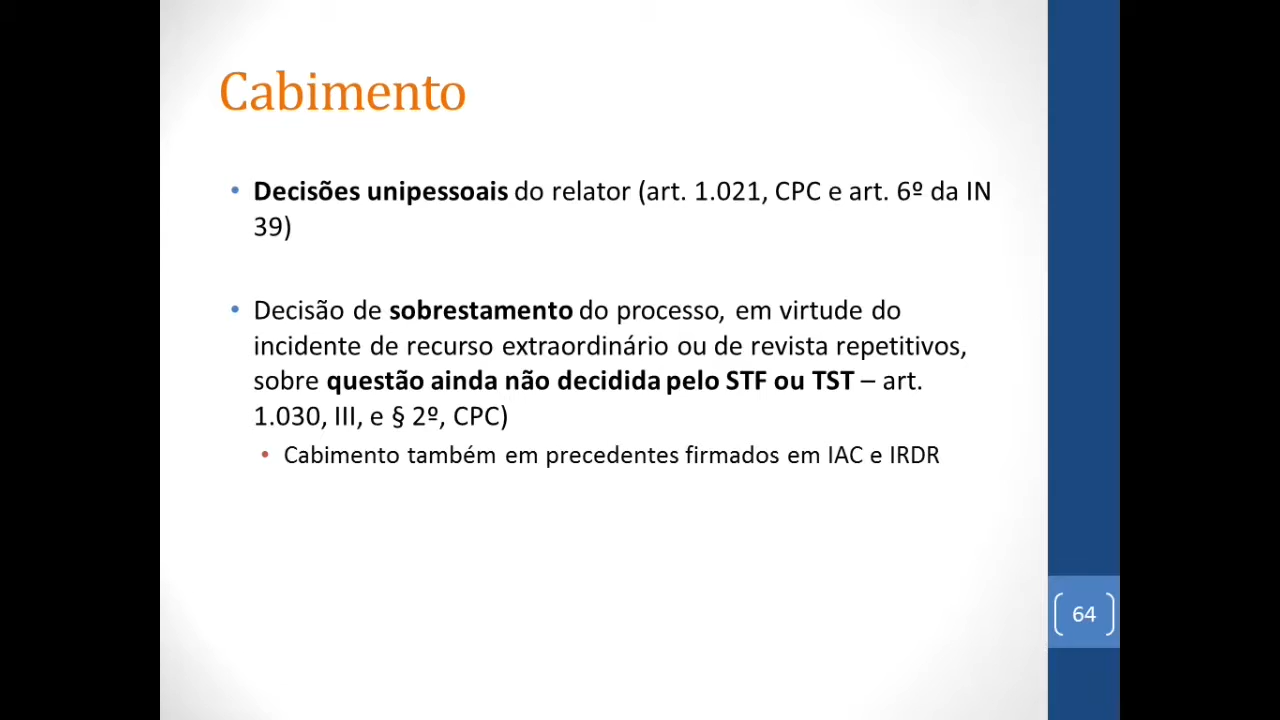 Cabimento
• Decisões unipessoais do relator (art. 1.021, CPC e art. 6º da IN
39)
• Decisão de sobrestamento do processo, em virtude do
incidente de recurso extraordinário ou de revista repetitivos,
sobre questão ainda não decidida pelo STF ou TST – art.
1.030, III, e § 2º, CPC)
• Cabimento também em precedentes firmados em IAC e IRDR
64